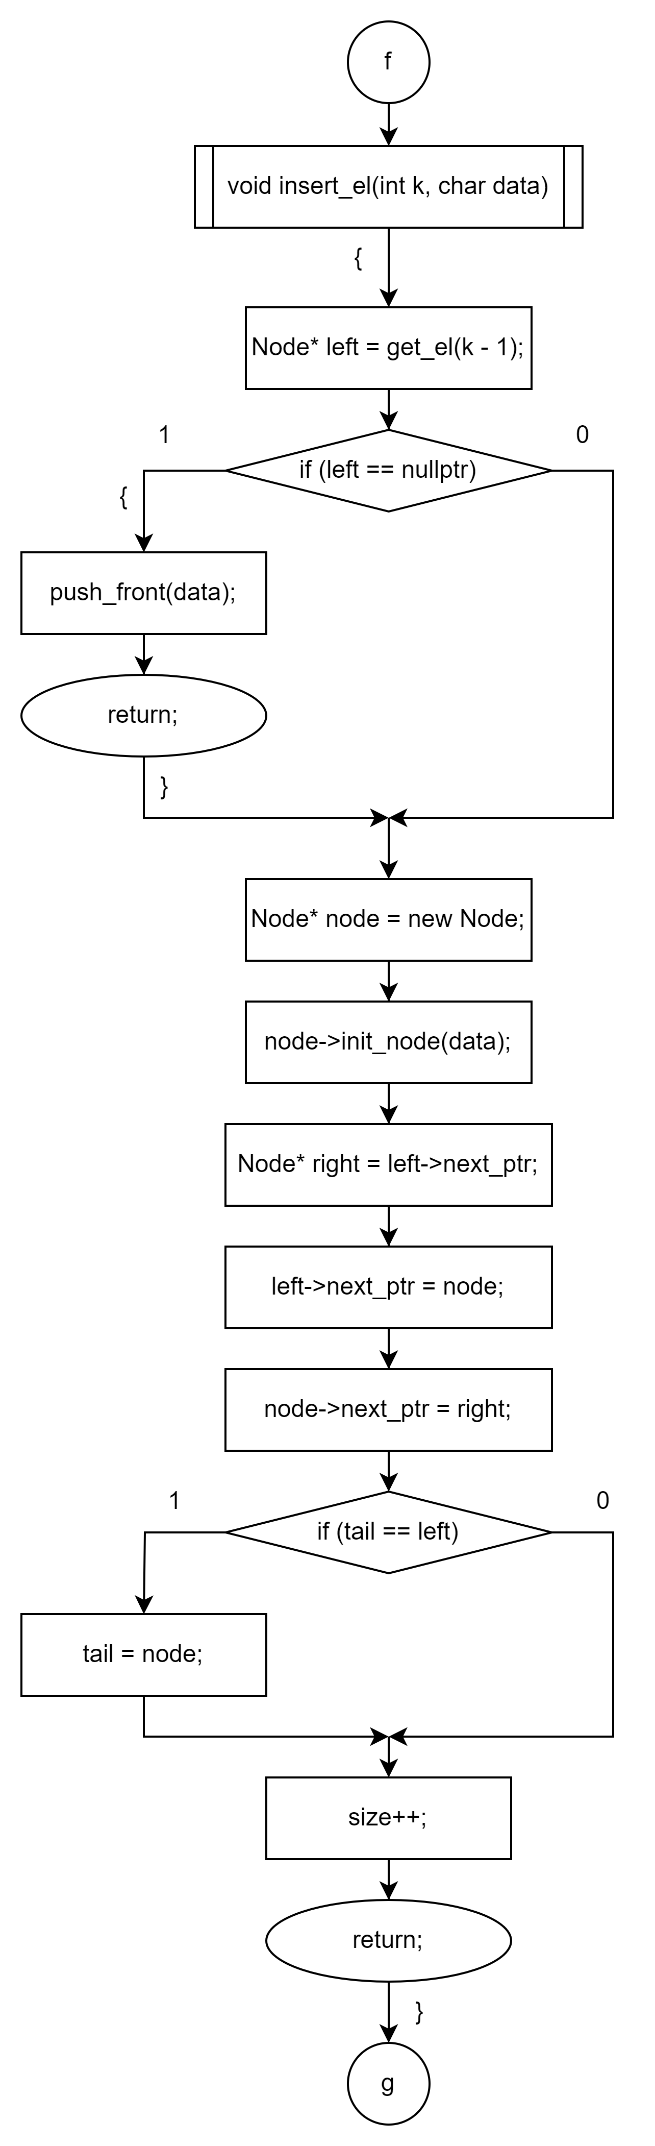 f
void insert_el(int k, char data)
{
Node* left = get_el(k - 1);
1
0
if (left == nullptr)
{
push_front(data);
return;
}
Node* node = new Node;
node->init_node(data);
Node* right = left->next_ptr;
left->next_ptr = node;
node->next_ptr = right;
1
0
if (tail == left)
tail = node;
size++;
return;
}
g